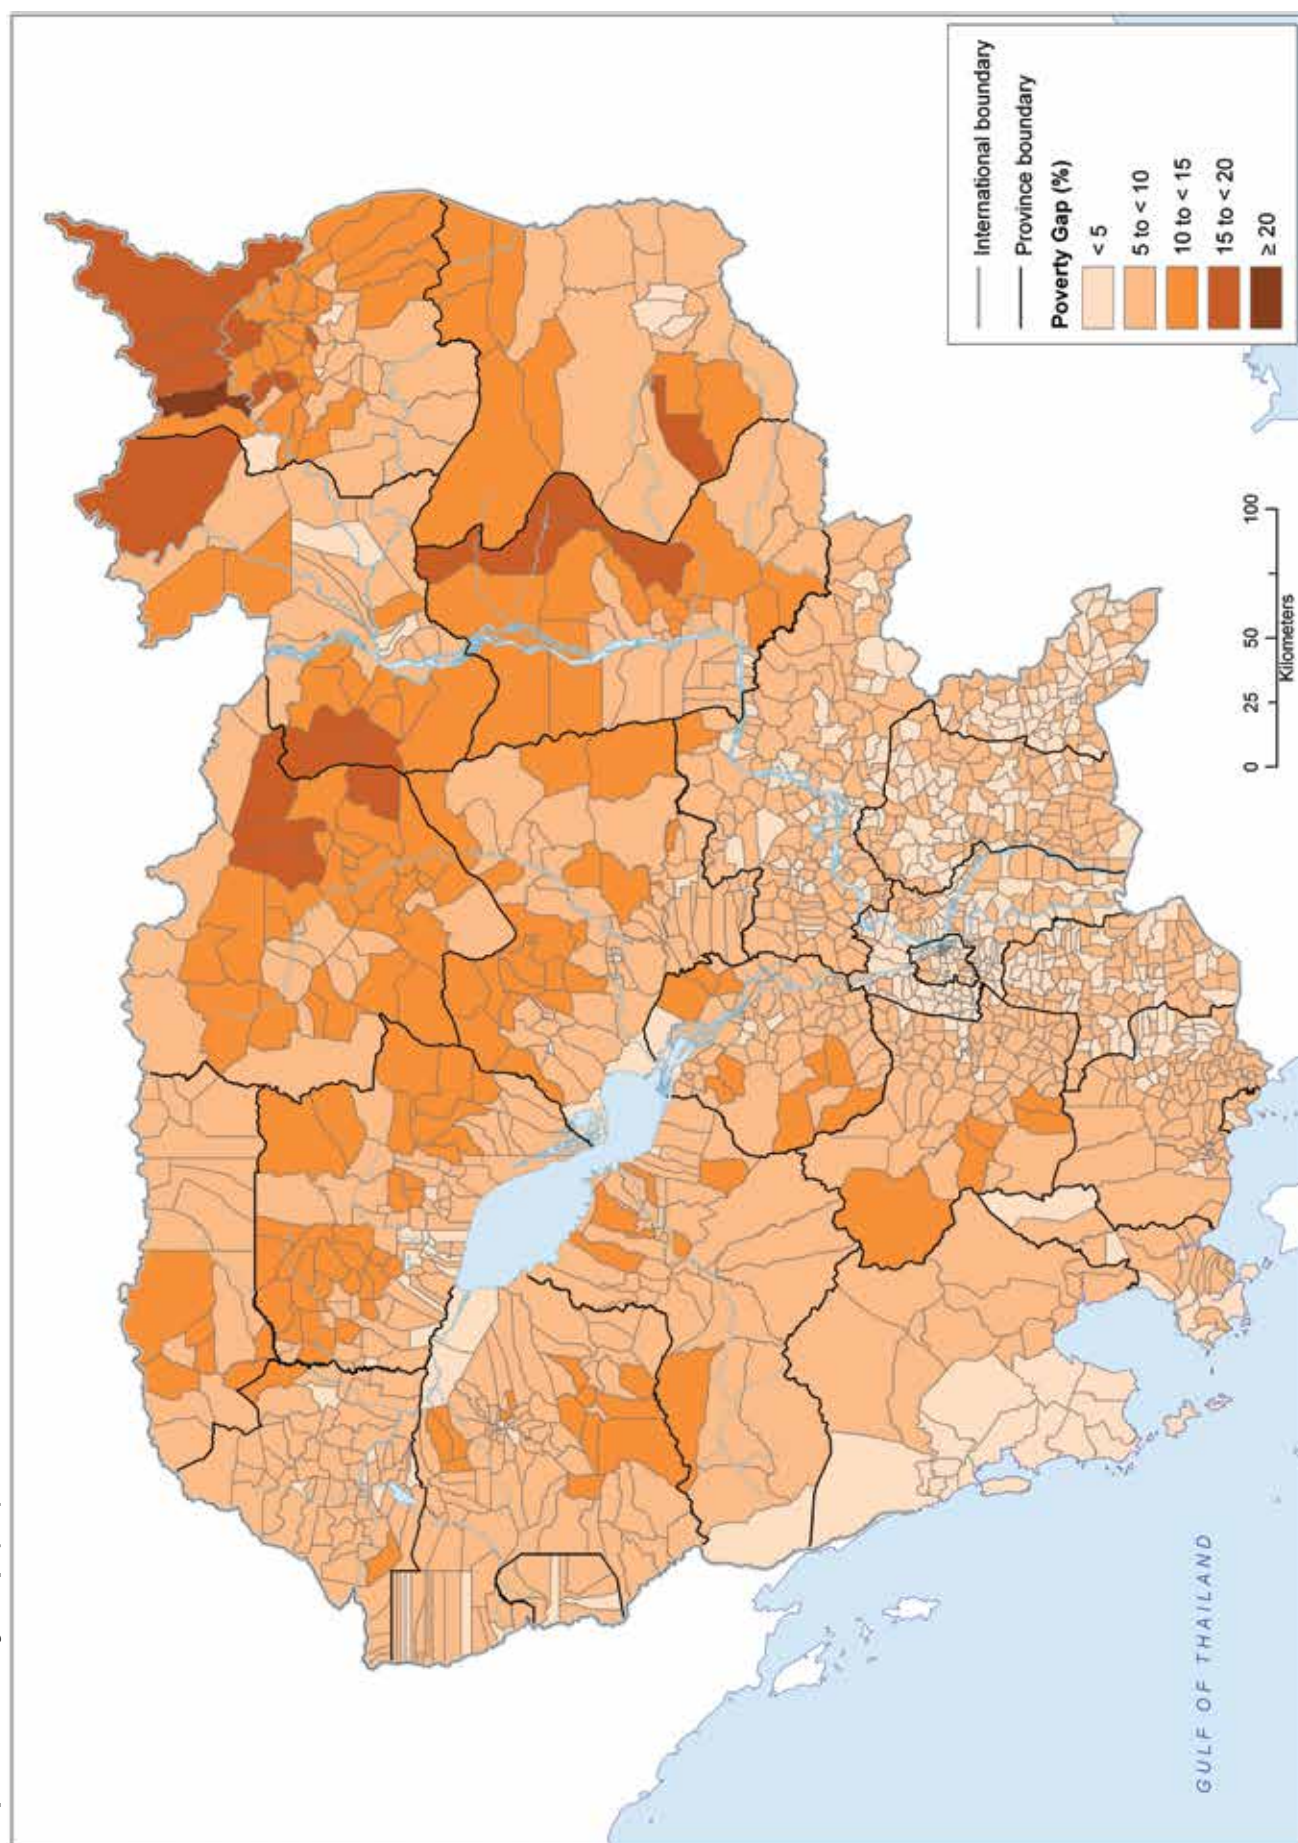 International boundary
Province boundary
Poverty Gap (%)
< 5
5 to < 10
10 to < 15
15 to < 20
≥ 20
0 25 50 100
Kilometers
GULF OF THAILAND